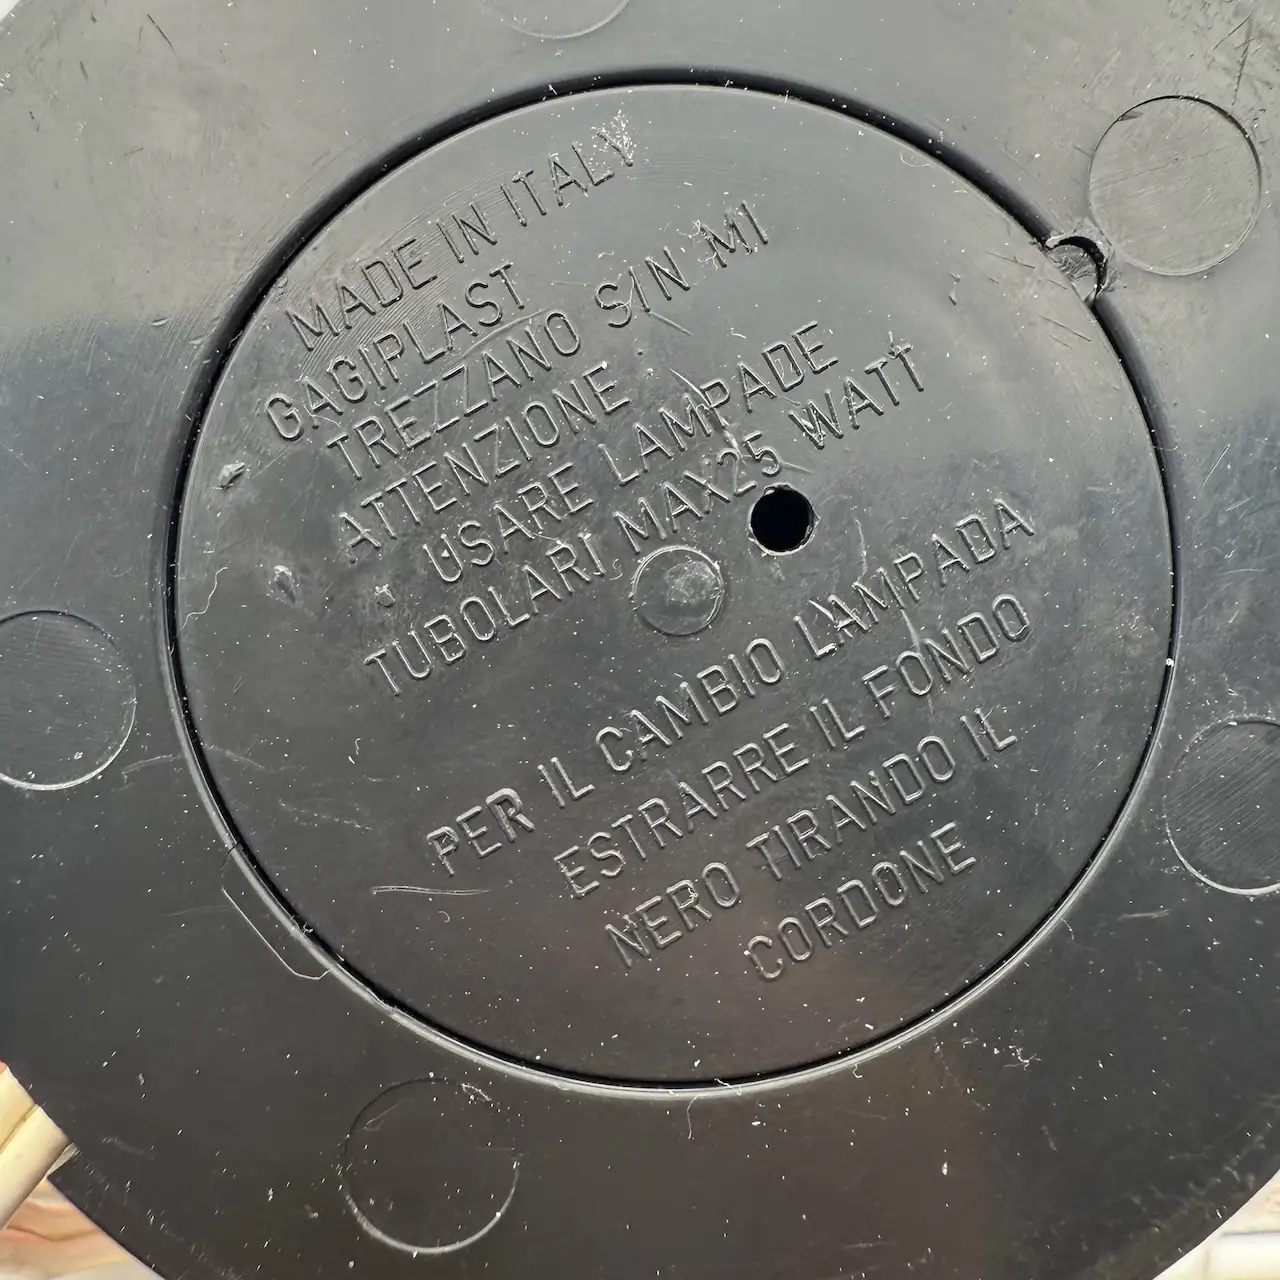 MADE IN ITALY
GAGIPLAST
TREZZANO S/N MI
ATTENZIONE
USARE LAMPADE
TUBOLARI MAX25 WATT
PER IL CAMBIO LAMPADA
ESTRARRE IL FONDO
NERO TIRANDO IL
CORDONE